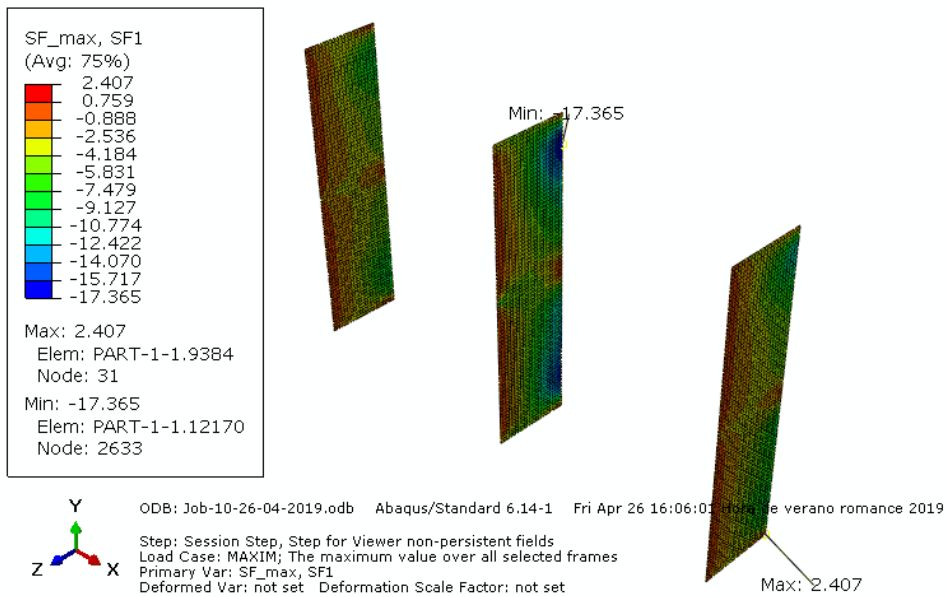 SF_max, SF1
(Avg: 75%)
2.407
0.759
-0.888
-2.536
-4.184
-5.831
-7.479
-9.127
-10.774
-12.422
-14.070
-15.717
-17.365
Max: 2.407
Elem: PART-1-1.9384
Node: 31
Min: -17.365
Elem: PART-1-1.12170
Node: 2633
Min: -17.365
Max: 2.407
Y
Z
X
ODB: Job-10-26-04-2019.odb Abaqus/Standard 6.14-1 Fri Apr 26 16:06:01 Hora de verano romance 2019
Step: Session Step, Step for Viewer non-persistent fields
Load Case: MAXIM; The maximum value over all selected frames
Primary Var: SF_max, SF1
Deformed Var: not set Deformation Scale Factor: not set